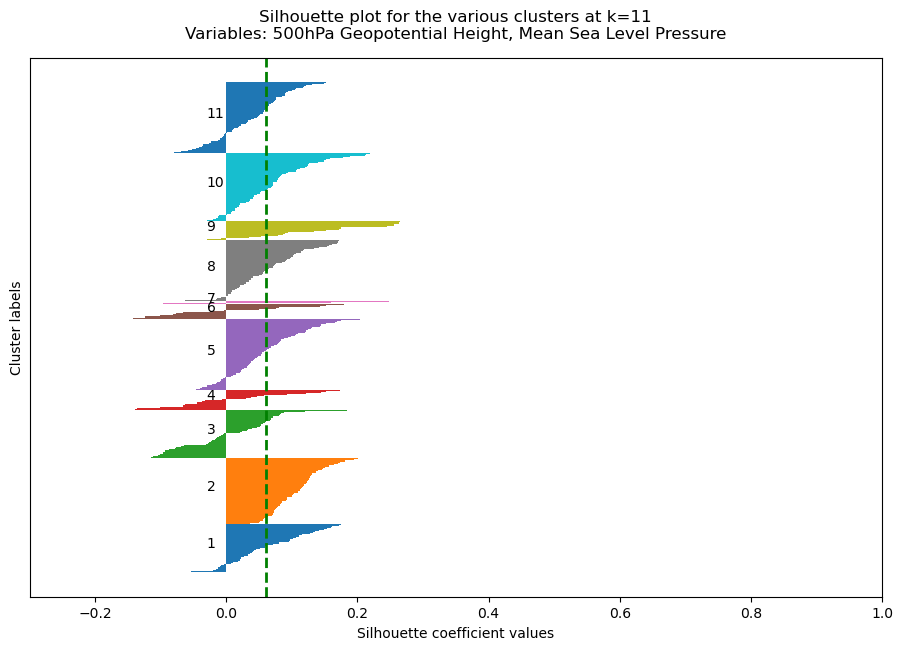 Silhouette plot for the various clusters at k=11
Variables: 500hPa Geopotential Height, Mean Sea Level Pressure
Cluster labels
11
10
9
8
7
6
5
4
3
2
1
−0.2 0.0 0.2 0.4 0.6 0.8 1.0
Silhouette coefficient values